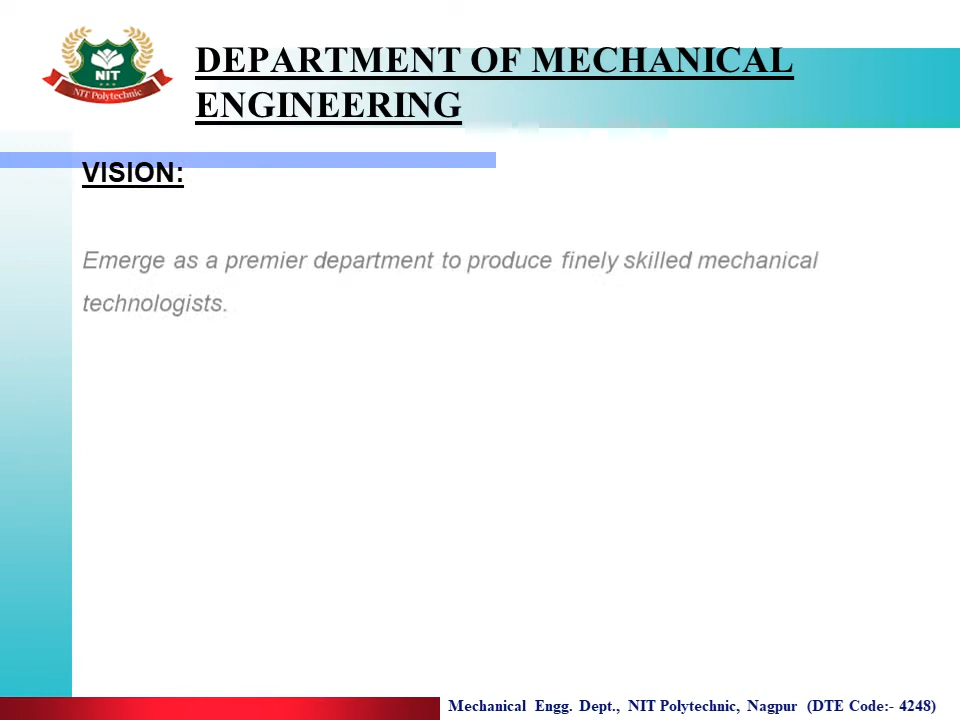 NIT
NIT Polytechnic
DEPARTMENT OF MECHANICAL
ENGINEERING
VISION:
Emerge as a premier department to produce finely skilled mechanical
technologists.
Mechanical Engg. Dept., NIT Polytechnic, Nagpur (DTE Code:- 4248)